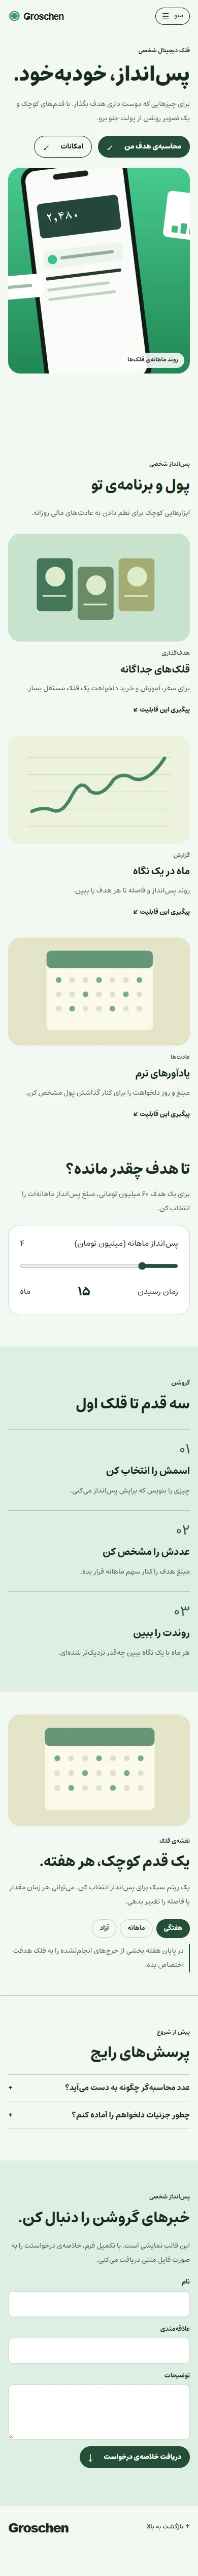 Groschen
منو
قلک دیجیتال شخصی
پس‌انداز، خودبه‌خود.
برای چیزهایی که دوست داری هدف بگذار. با قدم‌های کوچک و
یک تصویر روشن از پولت جلو برو.
محاسبه‌ی هدف من
امکانات
۲,۴۸۰
روند ماهانه‌ی قلک‌ها
پس‌انداز شخصی
پول و برنامه‌ی تو
ابزارهایی کوچک برای نظم دادن به عادت‌های مالی روزانه.
هدف‌گذاری
قلک‌های جداگانه
برای سفر، آموزش و خرید دلخواهت یک قلک مستقل بساز.
پیگیری این قابلیت ↙
گزارش
ماه در یک نگاه
روند پس‌انداز و فاصله تا هر هدف را ببین.
پیگیری این قابلیت ↙
عادت‌ها
یادآورهای نرم
مبلغ و روز دلخواهت را برای کنار گذاشتن پول مشخص کن.
پیگیری این قابلیت ↙
تا هدف چقدر مانده؟
برای یک هدف ۶۰ میلیون تومانی، مبلغ پس‌انداز ماهانه‌ات را
انتخاب کن.
پس‌انداز ماهانه (میلیون تومان) ۴
زمان رسیدن ۱۵ ماه
گروشن
سه قدم تا قلک اول
۰۱
اسمش را انتخاب کن
چیزی را بنویس که برایش پس‌انداز می‌کنی.
۰۲
عددش را مشخص کن
مبلغ هدف را کنار سهم ماهانه قرار بده.
۰۳
روندت را ببین
هر ماه با یک نگاه ببین چه‌قدر نزدیک‌تر شده‌ای.
نقشه‌ی قلک
یک قدم کوچک، هر هفته.
یک ریتم سبک برای پس‌انداز انتخاب کن. می‌توانی هر زمان مقدار
یا فاصله را تغییر بدهی.
هفتگی
ماهانه
آزاد
در پایان هفته بخشی از خرج‌های انجام‌نشده را به قلک هدفت
اختصاص بده.
پیش از شروع
پرسش‌های رایج
عدد محاسبه‌گر چگونه به دست می‌آید؟ +
چطور جزئیات دلخواهم را آماده کنم؟ +
پس‌انداز شخصی
خبرهای گروشن را دنبال کن.
این قالب نمایشی است. با تکمیل فرم، خلاصه‌ی درخواستت را به
صورت فایل متنی دریافت می‌کنی.
نام
علاقه‌مندی
توضیحات
دریافت خلاصه‌ی درخواست ↓
↑ بازگشت به بالا
Groschen